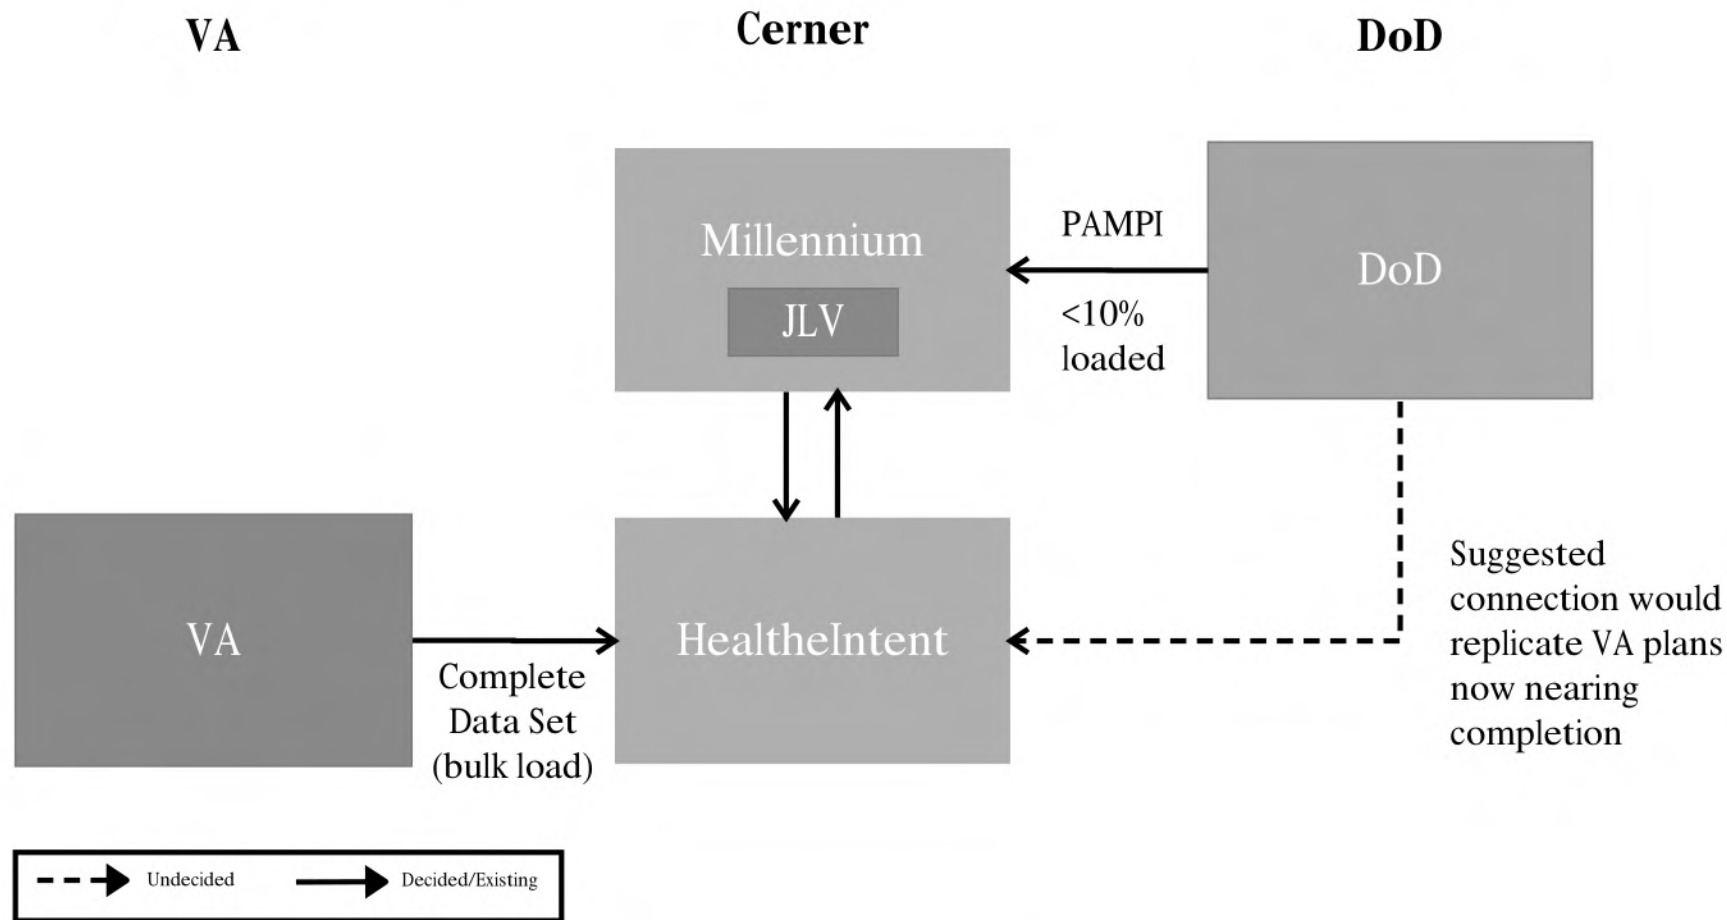 VA
Cerner
DoD
Millennium
JLV
PAMPI
<10%
loaded
DoD
VA
Complete
Data Set
(bulk load)
HealtheIntent
Suggested
connection would
replicate VA plans
now nearing
completion
Undecided
Decided/Existing